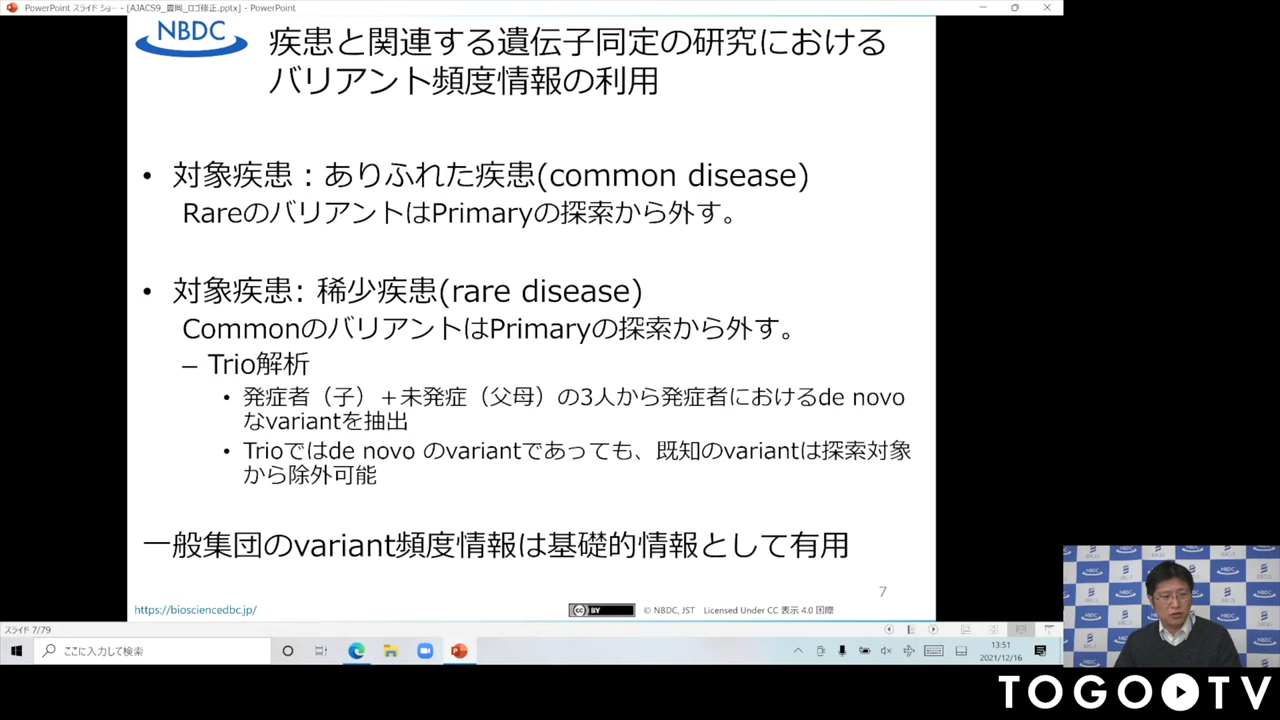 PowerPoint スライド ショー - [AJACS9_豊岡_ロゴ修正.pptx] - PowerPoint
NBDC
疾患と関連する遺伝子同定の研究における
バリアント頻度情報の利用
• 対象疾患：ありふれた疾患(common disease)
RareのバリアントはPrimaryの探索から外す。
• 対象疾患: 稀少疾患(rare disease)
CommonのバリアントはPrimaryの探索から外す。
– Trio解析
• 発症者（子）＋未発症（父母）の3人から発症者におけるde novo
なvariantを抽出
• Trioではde novo のvariantであっても、既知のvariantは探索対象
から除外可能
一般集団のvariant頻度情報は基礎的情報として有用
7
https://biosciencedbc.jp/
(cc) BY
© NBDC, JST Licensed Under CC 表示 4.0 国際
スライド 7/79
ここに入力して検索
13:51
2021/12/16
NBDC
TOGO TV